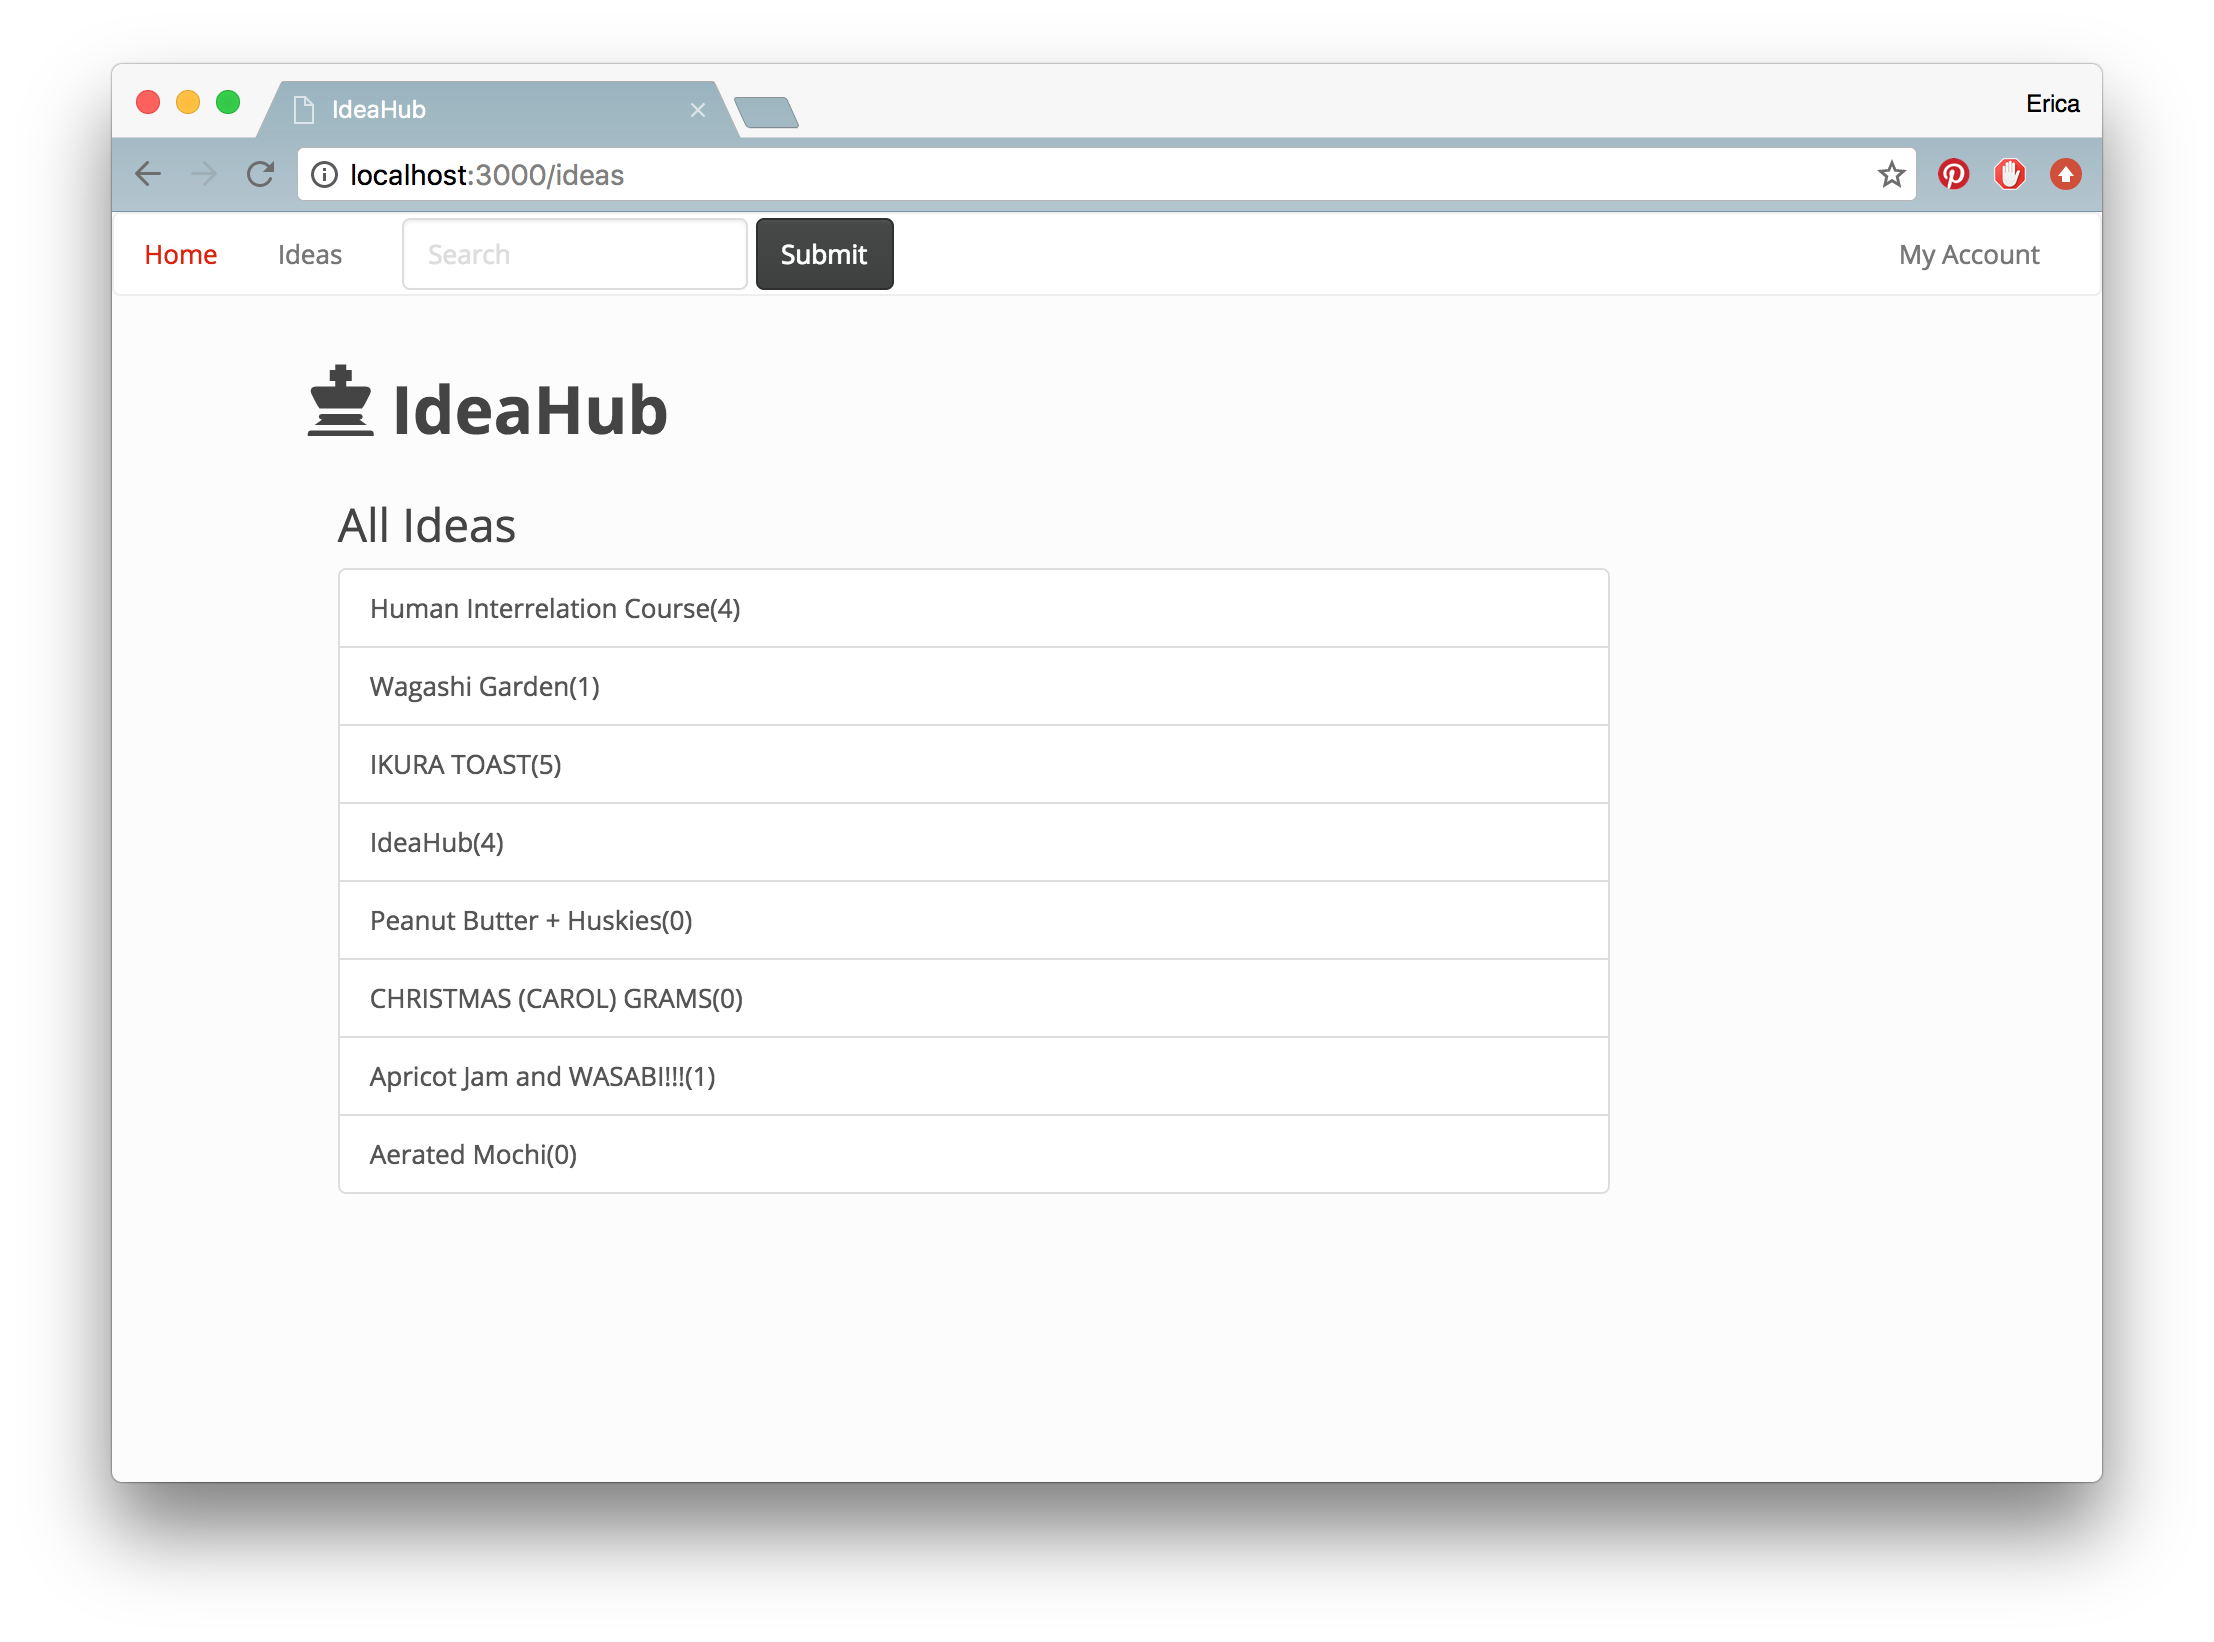 IdeaHub
Erica
localhost:3000/ideas
Home Ideas Search Submit My Account
IdeaHub
All Ideas
Human Interrelation Course(4)
Wagashi Garden(1)
IKURA TOAST(5)
IdeaHub(4)
Peanut Butter + Huskies(0)
CHRISTMAS (CAROL) GRAMS(0)
Apricot Jam and WASABI!!!(1)
Aerated Mochi(0)